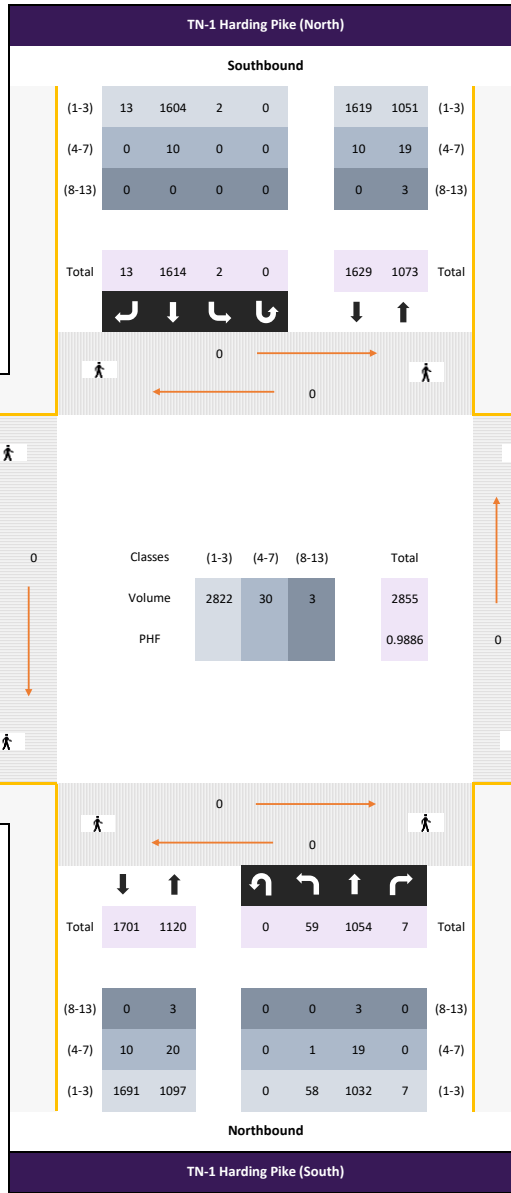 TN-1 Harding Pike (North)
Southbound
(1-3) 13 1604 2 0 1619 1051 (1-3)
(4-7) 0 10 0 0 10 19 (4-7)
(8-13) 0 0 0 0 0 3 (8-13)
Total 13 1614 2 0 1629 1073 Total
0
0
0
Classes (1-3) (4-7) (8-13) Total
Volume 2822 30 3 2855
PHF 0.9886
0
0
0
Total 1701 1120 0 59 1054 7 Total
(8-13) 0 3 0 0 3 0 (8-13)
(4-7) 10 20 0 1 19 0 (4-7)
(1-3) 1691 1097 0 58 1032 7 (1-3)
Northbound
TN-1 Harding Pike (South)